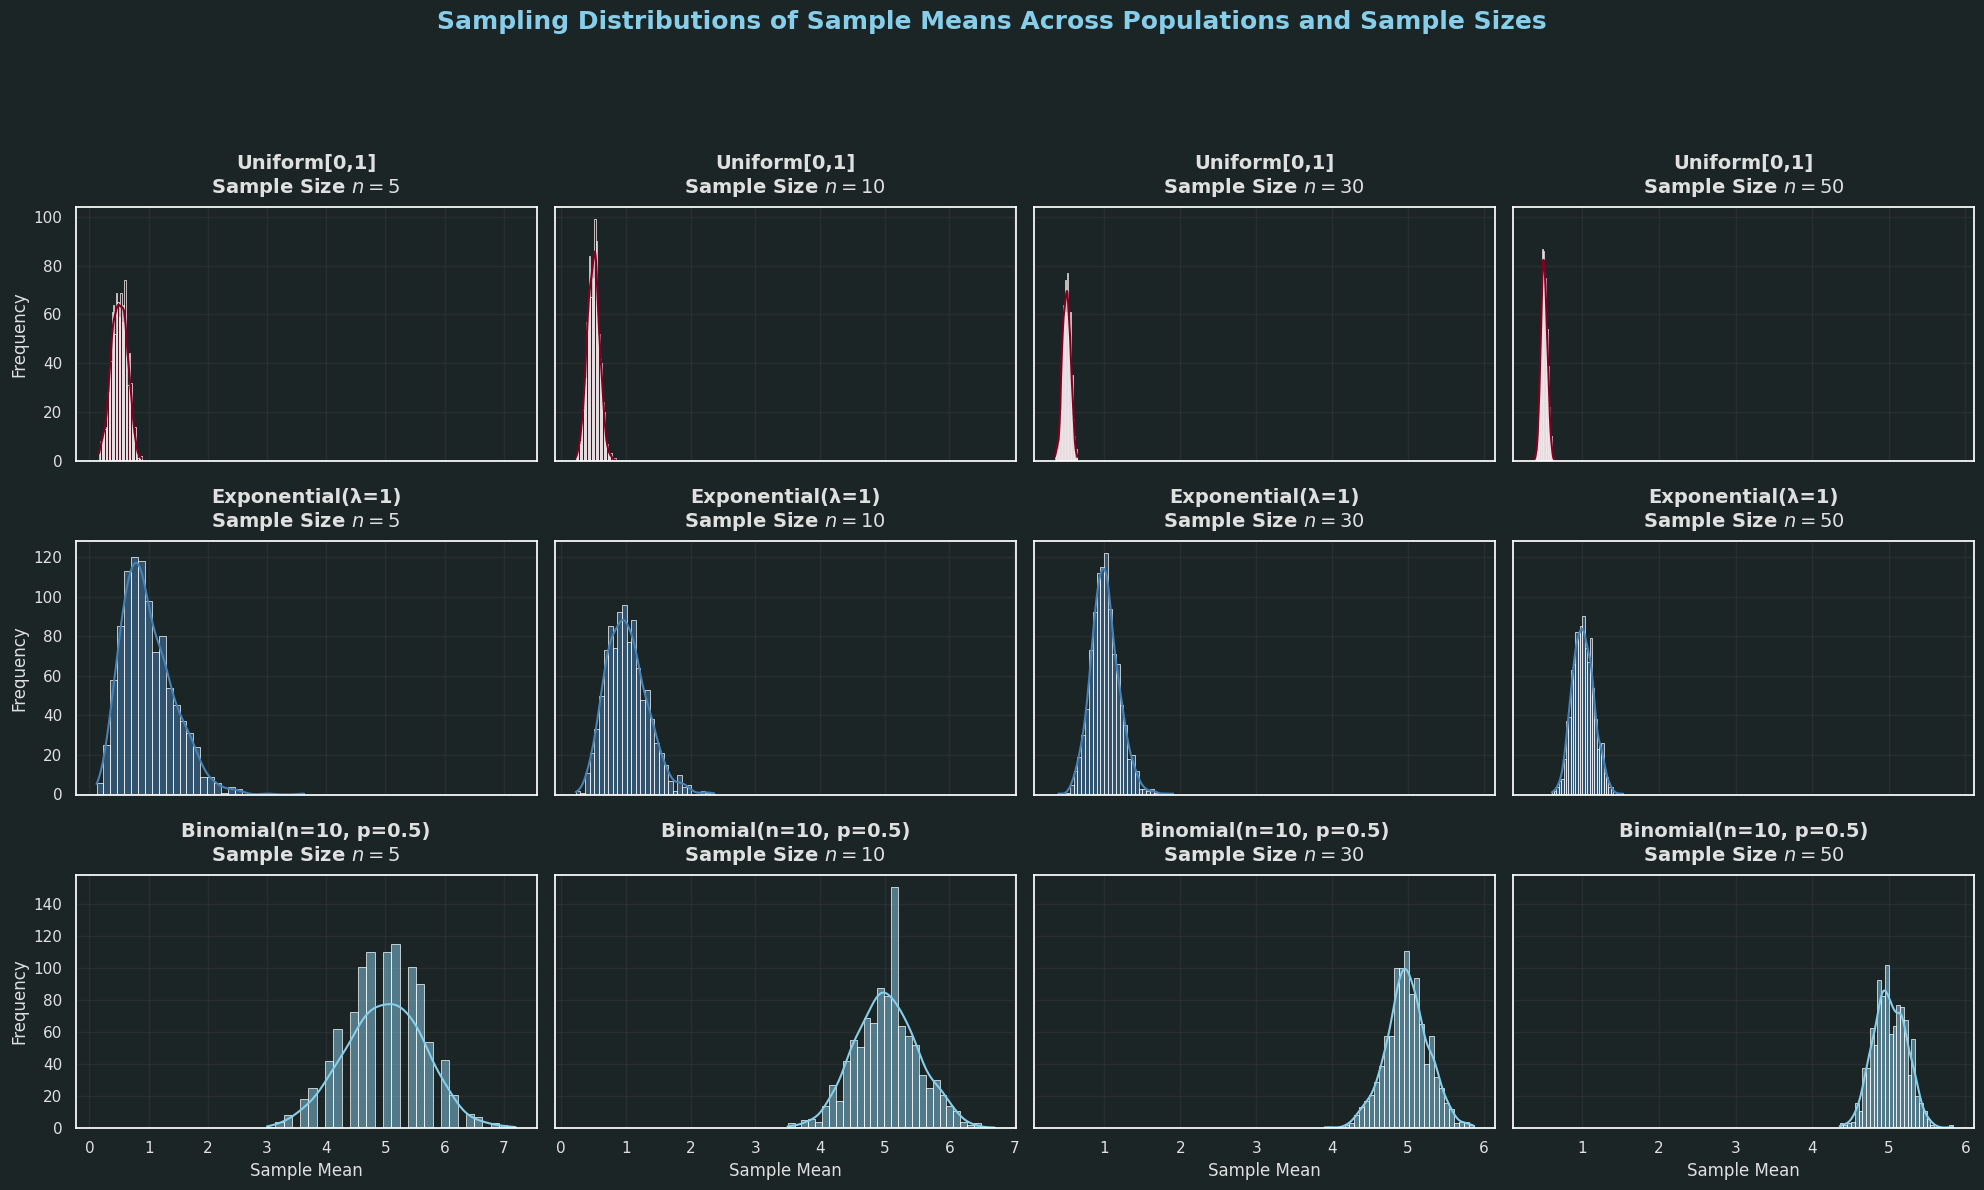 Sampling Distributions of Sample Means Across Populations and Sample Sizes
Uniform[0,1]
Sample Size n = 5
Uniform[0,1]
Sample Size n = 10
Uniform[0,1]
Sample Size n = 30
Uniform[0,1]
Sample Size n = 50
Frequency
100
80
60
40
20
0
Exponential(λ=1)
Sample Size n = 5
Exponential(λ=1)
Sample Size n = 10
Exponential(λ=1)
Sample Size n = 30
Exponential(λ=1)
Sample Size n = 50
Frequency
120
100
80
60
40
20
0
Binomial(n=10, p=0.5)
Sample Size n = 5
Binomial(n=10, p=0.5)
Sample Size n = 10
Binomial(n=10, p=0.5)
Sample Size n = 30
Binomial(n=10, p=0.5)
Sample Size n = 50
Frequency
140
120
100
80
60
40
20
0
0 1 2 3 4 5 6 7
Sample Mean
0 1 2 3 4 5 6 7
Sample Mean
1 2 3 4 5 6
Sample Mean
1 2 3 4 5 6
Sample Mean